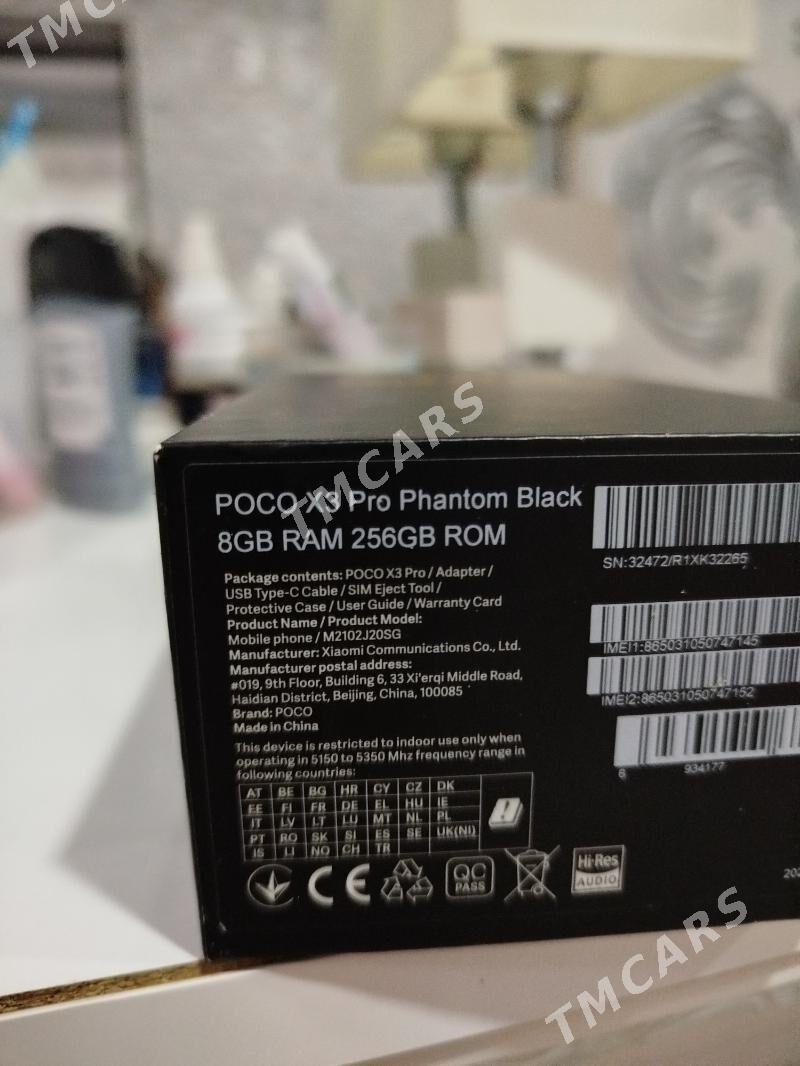 TMCARS
TMCARS
POCO X3 Pro Phantom Black
8GB RAM 256GB ROM
Package contents: POCO X3 Pro / Adapter /
USB Type-C Cable / SIM Eject Tool /
Protective Case / User Guide / Warranty Card
Product Name / Product Model:
Mobile phone / M2102J20SG
Manufacturer: Xiaomi Communications Co., Ltd.
Manufacturer postal address:
#019, 9th Floor, Building 6, 33 Xi'erqi Middle Road,
Haidian District, Beijing, China, 100085
Brand: POCO
Made in China
This device is restricted to indoor use only when
operating in 5150 to 5350 Mhz frequency range in
following countries:
AT BE BG HR CY CZ DK
EE FI FR DE EL HU IE
IT LV LT LU MT NL PL
PT RO SK SI ES SE UK(NI)
IS LI NO CH TR
CE
QC
PASS
Hi-Res
AUDIO
SN:32472/R1XK32265
IMEI1:865031050747145
IMEI2:865031050747152
6 934177
202
TMCARS